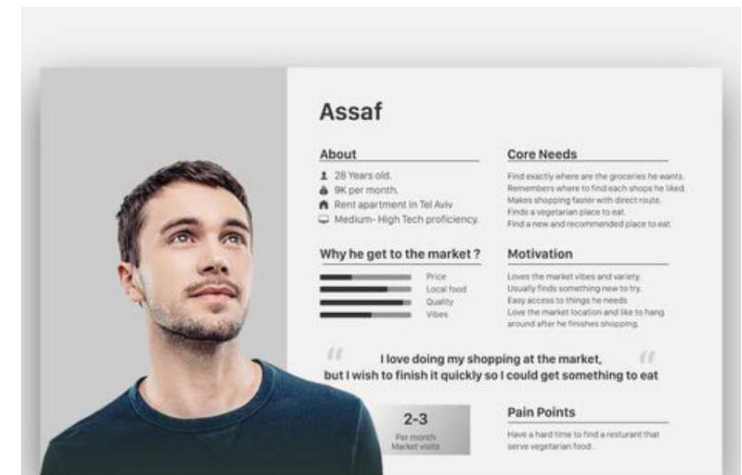 Assaf
About
28 Years old.
9K per month.
Rent apartment in Tel Aviv
Medium- High Tech proficiency.
Core Needs
Find exactly where are the groceries he wants.
Remembers where to find each shops he liked.
Makes shopping faster with direct route.
Finds a vegetarian place to eat.
Find a new and recommended place to eat.
Why he get to the market ?
Price
Local food
Quality
Vibes
Motivation
Loves the market vibes and variety.
Usually finds something new to try.
Easy access to things he needs
Love the market location and like to hang
around after he finishes shopping.
" I love doing my shopping at the market, "
but I wish to finish it quickly so I could get something to eat
2-3
Per month
Market visits
Pain Points
Have a hard time to find a resturant that
serve vegetarian food .